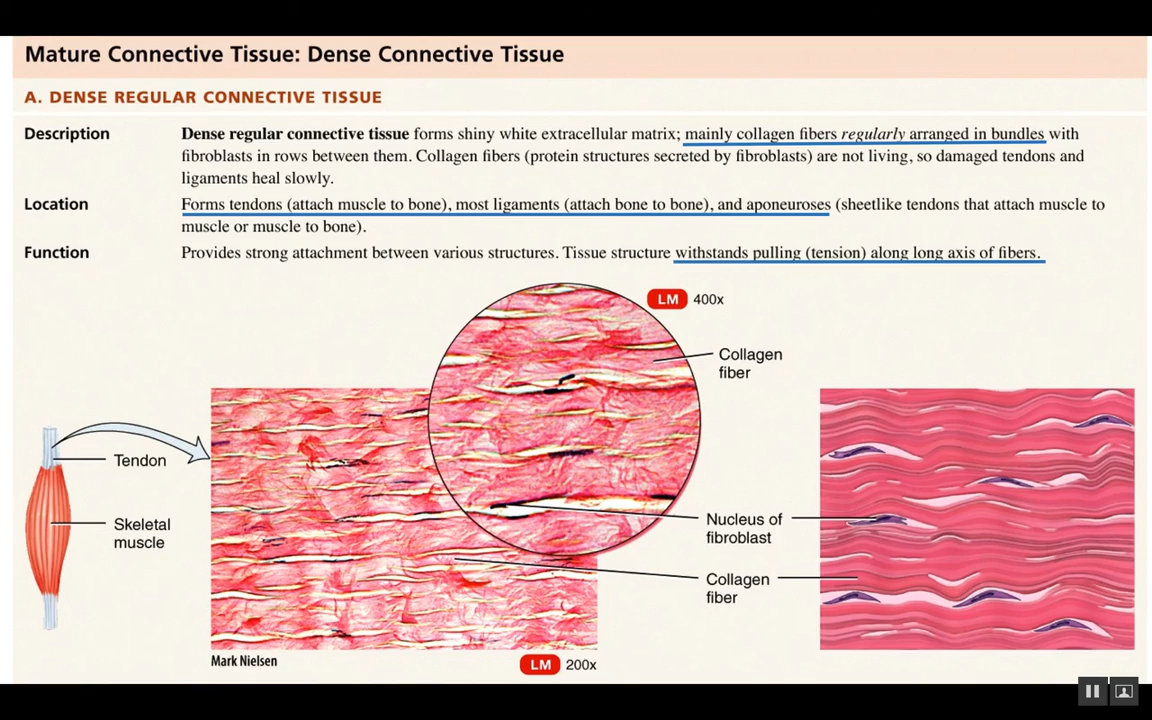 Mature Connective Tissue: Dense Connective Tissue
A. DENSE REGULAR CONNECTIVE TISSUE
Description
Dense regular connective tissue forms shiny white extracellular matrix; mainly collagen fibers regularly arranged in bundles with
fibroblasts in rows between them. Collagen fibers (protein structures secreted by fibroblasts) are not living, so damaged tendons and
ligaments heal slowly.
Location
Forms tendons (attach muscle to bone), most ligaments (attach bone to bone), and aponeuroses (sheetlike tendons that attach muscle to
muscle or muscle to bone).
Function
Provides strong attachment between various structures. Tissue structure withstands pulling (tension) along long axis of fibers.
LM 400x
Collagen
fiber
Tendon
Skeletal
muscle
Nucleus of
fibroblast
Collagen
fiber
Mark Nielsen
LM 200x